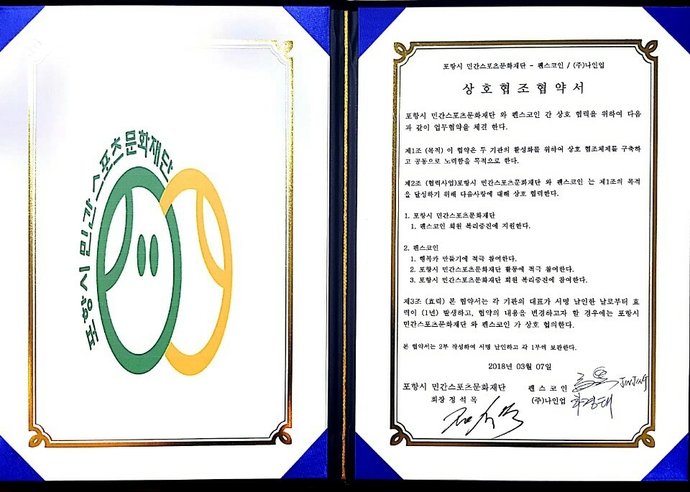 포항시 민간스포츠문화재단
포항시 민간스포츠문화재단 - 펜스코인 / (주)나인업
상호협조협약서
포항시 민간스포츠문화재단 와 펜스코인 간 상호 협력을 위하여 다음
과 같이 업무협약을 체결 한다.
제1조 (목적) 이 협약은 두 기관의 활성화를 위하여 상호 협조체제를 구축하
고 공동으로 노력함을 목적으로 한다.
제2조 (협력사업)포항시 민간스포츠문화재단 와 펜스코인 는 제1조의 목적
을 달성하기 위해 다음사항에 대해 상호 협력한다.
1. 포항시 민간스포츠문화재단
1. 펜스코인 회원 복리증진에 지원한다.
2. 펜스코인
1. 행복카 만들기에 적극 참여한다.
2. 포항시 민간스포츠문화재단 활동에 적극 참여한다.
3. 포항시 민간스포츠문화재단 회원 복리증진에 참여한다.
제3조 (효력) 본 협약서는 각 기관의 대표가 서명 날인한 날로부터 효
력이 (1년) 발생하고, 협약의 내용을 변경하고자 할 경우에는 포항시
민간스포츠문화재단 와 펜스코인 가 상호 협의한다.
본 협약서는 2부 작성하여 서명 날인하고 각 1부씩 보관한다.
2018년 03월 07일
포항시 민간스포츠문화재단 펜스코인
회장 정석목 (주)나인업